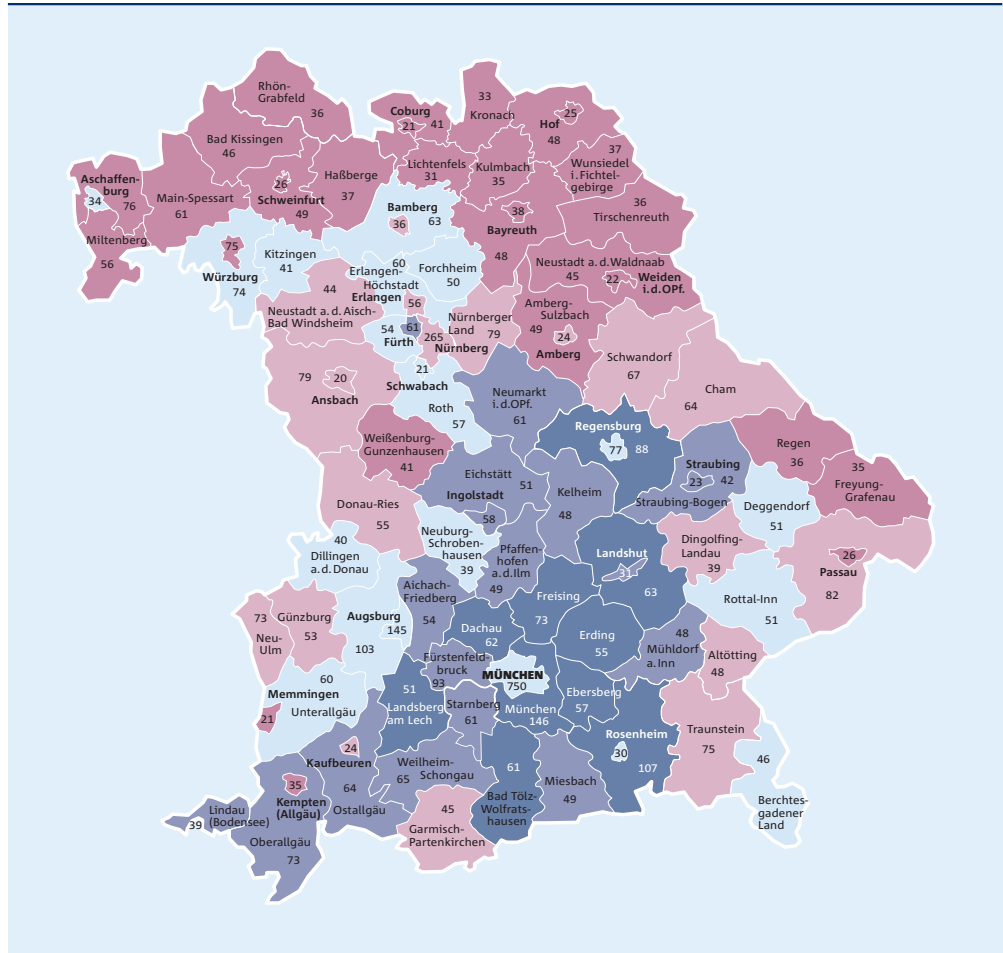 Rhön-
Grabfeld
36
33
Kronach
Coburg
21
41
Hof
25
48
Bad Kissingen
46
37
Wunsiedel
i. Fichtel-
gebirge
Lichtenfels
31
Kulmbach
35
Aschaffen-
burg
34
76
Main-Spessart
61
26
Schweinfurt
49
Haßberge
37
Bamberg
36
63
38
Bayreuth
48
36
Tirschenreuth
Miltenberg
56
75
Würzburg
74
Kitzingen
41
60
Erlangen-
Höchstadt
Forchheim
50
Neustadt a. d. Waldnaab
45
22
Weiden
i. d. OPf.
44
Neustadt a. d. Aisch-
Bad Windsheim
Erlangen
56
54
61
Fürth
265
Nürnberg
Nürnberger
Land
79
Amberg-
Sulzbach
49
24
Amberg
Schwandorf
67
Cham
64
79
20
Ansbach
21
Schwabach
Roth
57
Neumarkt
i. d. OPf.
61
Weißenburg-
Gunzenhausen
41
Regensburg
77
88
Straubing
23
42
Straubing-Bogen
Regen
36
35
Freyung-
Grafenau
Eichstätt
51
Ingolstadt
58
Kelheim
48
Deggendorf
51
Donau-Ries
55
Neuburg-
Schroben-
hausen
39
Pfaffen-
hofen
a. d. Ilm
49
Landshut
31
63
Dingolfing-
Landau
39
26
Passau
82
40
Dillingen
a. d. Donau
Aichach-
Friedberg
54
Freising
73
Rottal-Inn
51
73
Neu-
Ulm
Günzburg
53
Augsburg
145
103
Dachau
62
Erding
55
48
Mühldorf
a. Inn
Altötting
48
Fürstenfeld-
bruck
93
MÜNCHEN
750
München
146
Ebersberg
57
60
Memmingen
21
Unterallgäu
51
Landsberg
am Lech
Starnberg
61
Rosenheim
30
107
Traunstein
75
46
Berchtes-
gadener
Land
24
Kaufbeuren
64
Ostallgäu
Weilheim-
Schongau
65
61
Bad Tölz-
Wolfrats-
hausen
Miesbach
49
35
Kempten
(Allgäu)
Lindau
(Bodensee)
39
Oberallgäu
73
45
Garmisch-
Partenkirchen